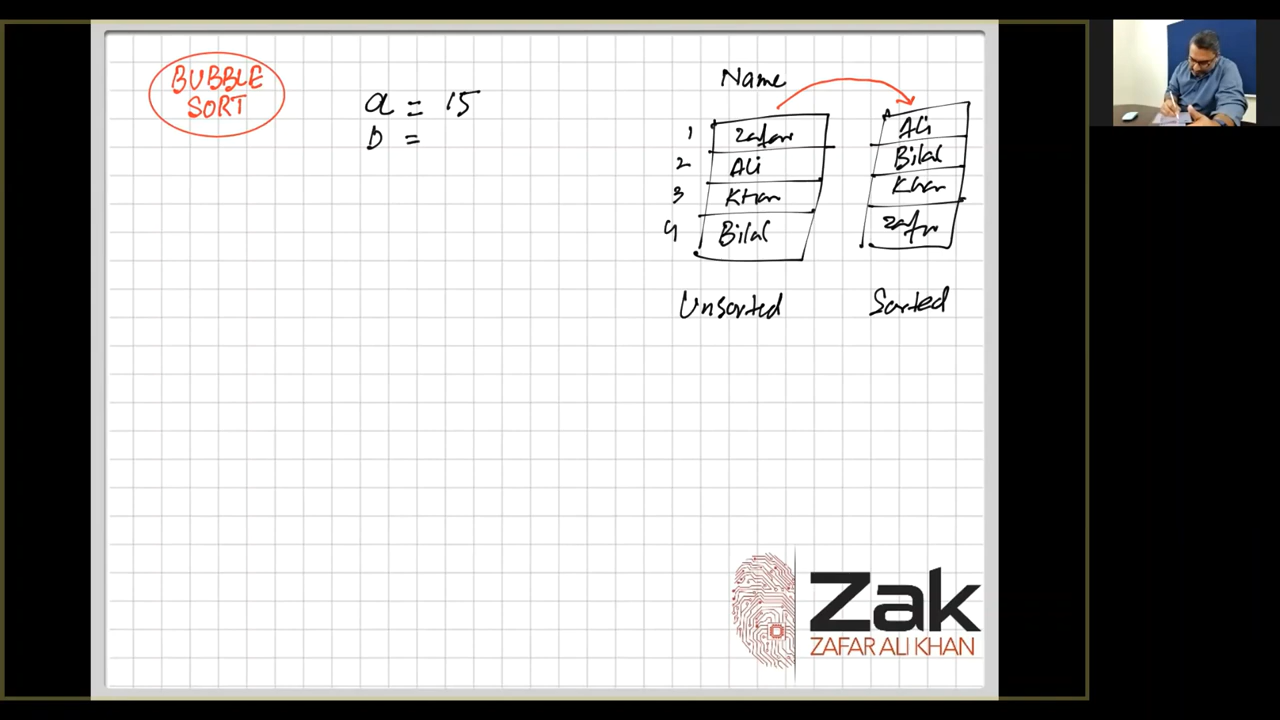 BUBBLE
SORT
a = 15
b =
Name
1 Zafar
2 Ali
3 Khan
4 Bilal
Unsorted
Ali
Bilal
Khan
Zafar
Sorted
Zak
ZAFAR ALI KHAN